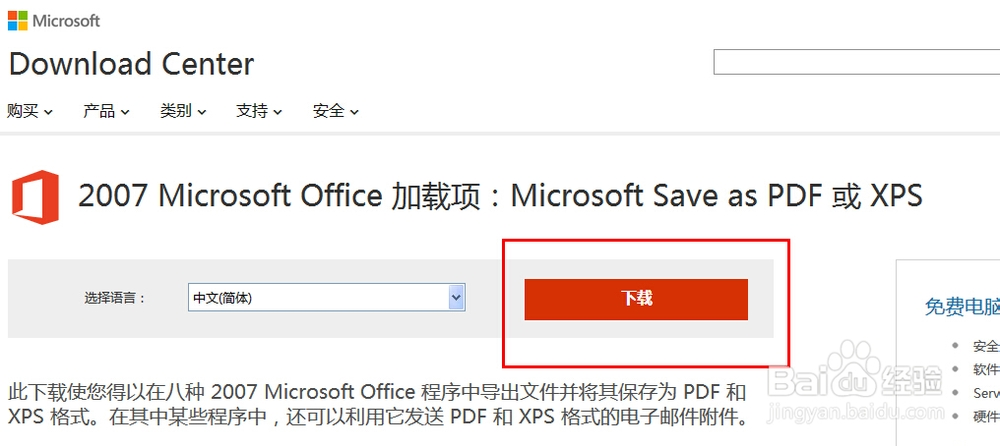 Microsoft
Download Center
购买 产品 类别 支持 安全
2007 Microsoft Office 加载项：Microsoft Save as PDF 或 XPS
选择语言： 中文(简体) 下载
免费电脑
安全
软件
Serv
硬件
此下载使您得以在八种 2007 Microsoft Office 程序中导出文件并将其保存为 PDF 和
XPS 格式。在其中某些程序中，还可以利用它发送 PDF 和 XPS 格式的电子邮件附件。
Baidu 经验
jingyan.baidu.com